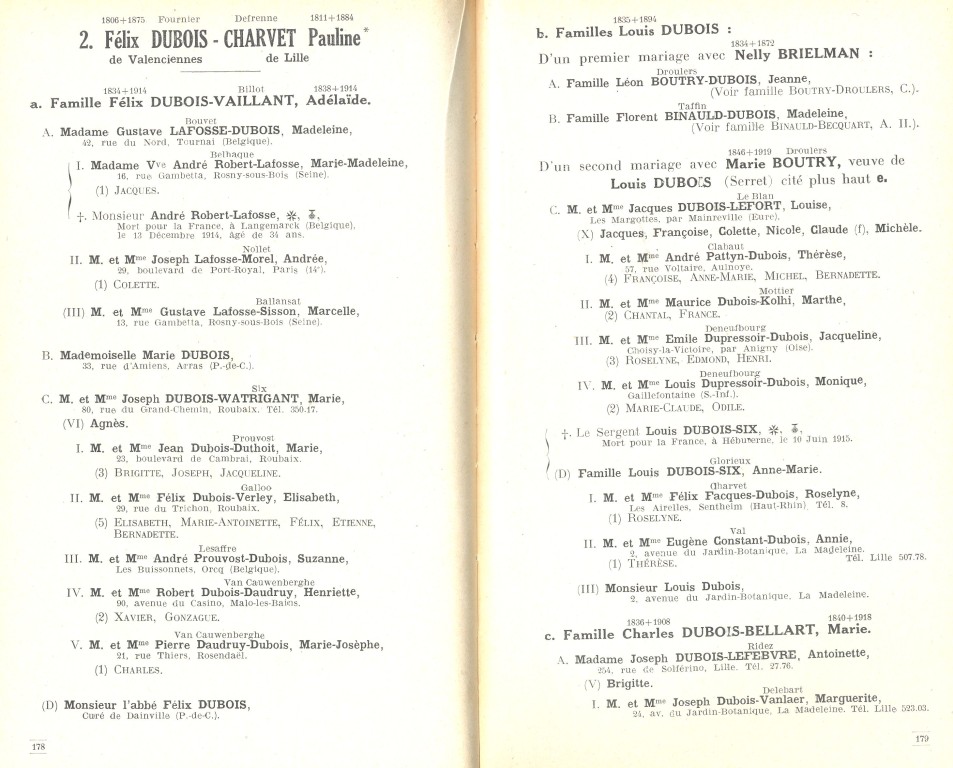 1806+1875 Fournier Defrenne 1811+1884
2. Félix DUBOIS - CHARVET Pauline*
de Valenciennes de Lille
1834+1914 Billot 1838+1914
a. Famille Félix DUBOIS-VAILLANT, Adélaïde.
Bouvet
A. Madame Gustave LAFOSSE-DUBOIS, Madeleine,
42, rue du Nord, Tournai (Belgique).
Belhaque
I. Madame Vve André Robert-Lafosse, Marie-Madeleine,
16, rue Gambetta, Rosny-sous-Bois (Seine).
(1) JACQUES.
†. Monsieur André Robert-Lafosse,
Mort pour la France, à Langemarck (Belgique),
le 13 Décembre 1914, âgé de 34 ans.
Nollet
II. M. et Mme Joseph Lafosse-Morel, Andrée,
29, boulevard de Port-Royal, Paris (14e).
(1) COLETTE.
Ballansat
(III) M. et Mme Gustave Lafosse-Sisson, Marcelle,
13, rue Gambetta, Rosny-sous-Bois (Seine).
B. Mademoiselle Marie DUBOIS,
33, rue d'Amiens, Arras (P.-de-C.).
Six
C. M. et Mme Joseph DUBOIS-WATRIGANT, Marie,
80, rue du Grand-Chemin, Roubaix. Tél. 350.17.
(VI) Agnès.
Prouvost
I. M. et Mme Jean Dubois-Duthoit, Marie,
23, boulevard de Cambrai, Roubaix.
(3) BRIGITTE, JOSEPH, JACQUELINE.
Galloo
II. M. et Mme Félix Dubois-Verley, Elisabeth,
29, rue du Trichon, Roubaix.
(5) ELISABETH, MARIE-ANTOINETTE, FÉLIX, ETIENNE,
BERNADETTE.
Lesaffre
III. M. et Mme André Prouvost-Dubois, Suzanne,
Les Buissonnets, Orcq (Belgique).
Van Cauwenberghe
IV. M. et Mme Robert Dubois-Daudruy, Henriette,
90, avenue du Casino, Malo-les-Bains.
(2) XAVIER, GONZAGUE.
Van Cauwenberghe
V. M. et Mme Pierre Daudruy-Dubois, Marie-Josèphe,
21, rue Thiers, Rosendaël.
(1) CHARLES.
(D) Monsieur l'abbé Félix DUBOIS,
Curé de Dainville (P.-de-C.).
178
1835+1894
b. Familles Louis DUBOIS :
1834+1872
D'un premier mariage avec Nelly BRIELMAN :
Droulers
A. Famille Léon BOUTRY-DUBOIS, Jeanne,
(Voir famille BOUTRY-DROULERS, C.).
Taffin
B. Famille Florent BINAULD-DUBOIS, Madeleine,
(Voir famille BINAULD-BECQUART, A. II.).
1846+1919 Droulers
D'un second mariage avec Marie BOUTRY, veuve de
Louis DUBOIS (Serret) cité plus haut e.
Le Blan
C. M. et Mme Jacques DUBOIS-LEFORT, Louise,
Les Margottes, par Mainreville (Eure).
(X) Jacques, Françoise, Colette, Nicole, Claude (f), Michèle.
Clabaut
I. M. et Mme André Pattyn-Dubois, Thérèse,
57, rue Voltaire, Aulnoye.
(4) FRANÇOISE, ANNE-MARIE, MICHEL, BERNADETTE.
Mottier
II. M. et Mme Maurice Dubois-Kolhi, Marthe,
(2) CHANTAL, FRANCE.
Deneufbourg
III. M. et Mme Emile Dupressoir-Dubois, Jacqueline,
Choisy-la-Victoire, par Avigny (Oise).
(3) ROSELYNE, EDMOND, HENRI.
Deneufbourg
IV. M. et Mme Louis Dupressoir-Dubois, Monique,
Gaillefontaine (S.-Inf.).
(2) MARIE-CLAUDE, ODILE.
†. Le Sergent Louis DUBOIS-SIX,
Mort pour la France, à Hébuterne, le 10 Juin 1915.
Glorieux
(D) Famille Louis DUBOIS-SIX, Anne-Marie.
Charvet
I. M. et Mme Félix Facques-Dubois, Roselyne,
Les Airelles, Sentheim (Haut-Rhin). Tél. 8.
(1) ROSELYNE.
Val
II. M. et Mme Eugène Constant-Dubois, Annie,
2, avenue du Jardin-Botanique, La Madeleine.
Tél. Lille 507.78.
(1) THÉRÈSE.
(III) Monsieur Louis Dubois,
2, avenue du Jardin-Botanique, La Madeleine.
1836+1908 1840+1918
c. Famille Charles DUBOIS-BELLART, Marie.
Ridez
A. Madame Joseph DUBOIS-LEFEBVRE, Antoinette,
254, rue de Solférino, Lille. Tél. 27.76.
(V) Brigitte.
Delebart
I. M. et Mme Joseph Dubois-Vanlaer, Marguerite,
24, av. du Jardin-Botanique, La Madeleine. Tél. Lille 523.03.
179